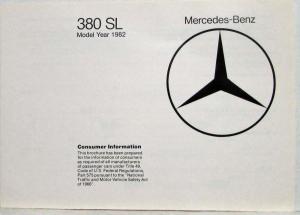 380 SL
Model Year 1982
Mercedes-Benz
Consumer Information
This brochure has been prepared
for the information of consumers
as required of all manufacturers
of passenger cars under Title 49,
Code of U.S. Federal Regulations,
Part 575 pursuant to the "National
Traffic and Motor Vehicle Safety Act
of 1966".